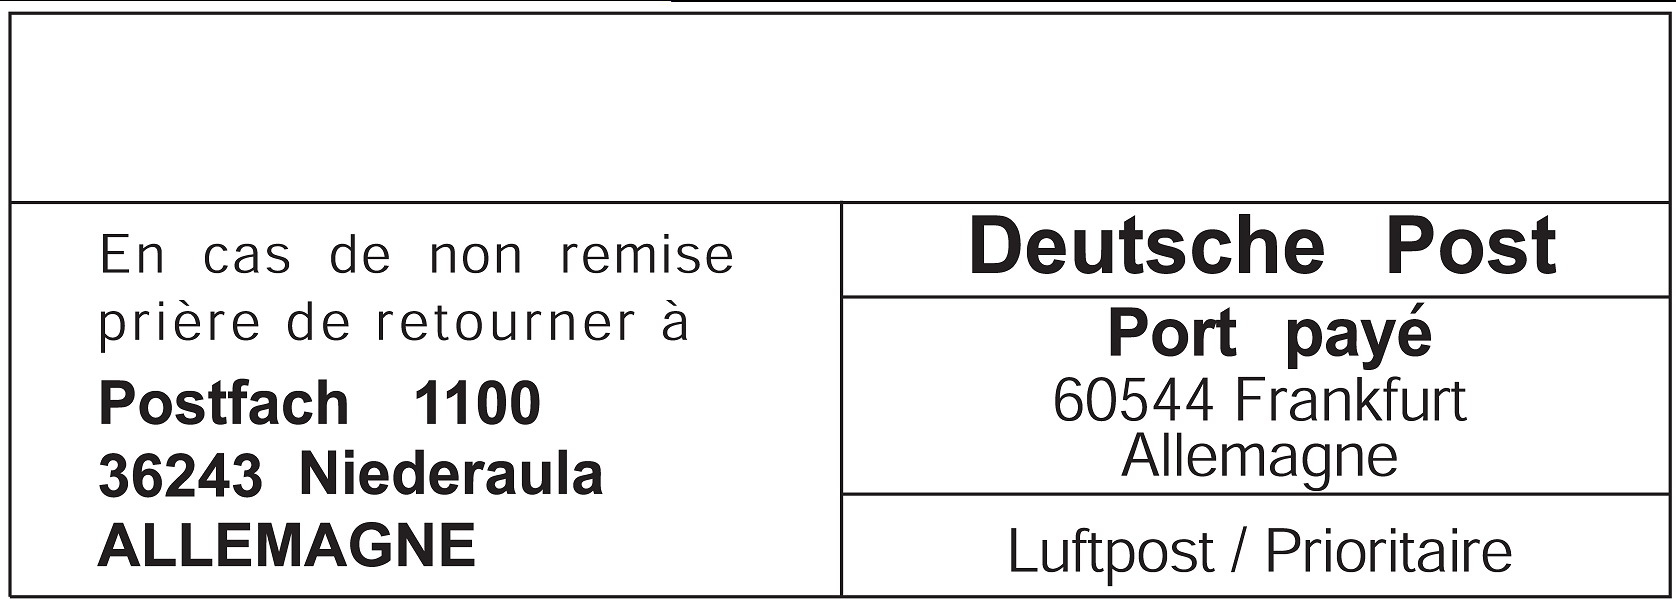 En cas de non remise
prière de retourner à
Postfach 1100
36243 Niederaula
ALLEMAGNE
Deutsche Post
Port payé
60544 Frankfurt
Allemagne
Luftpost / Prioritaire